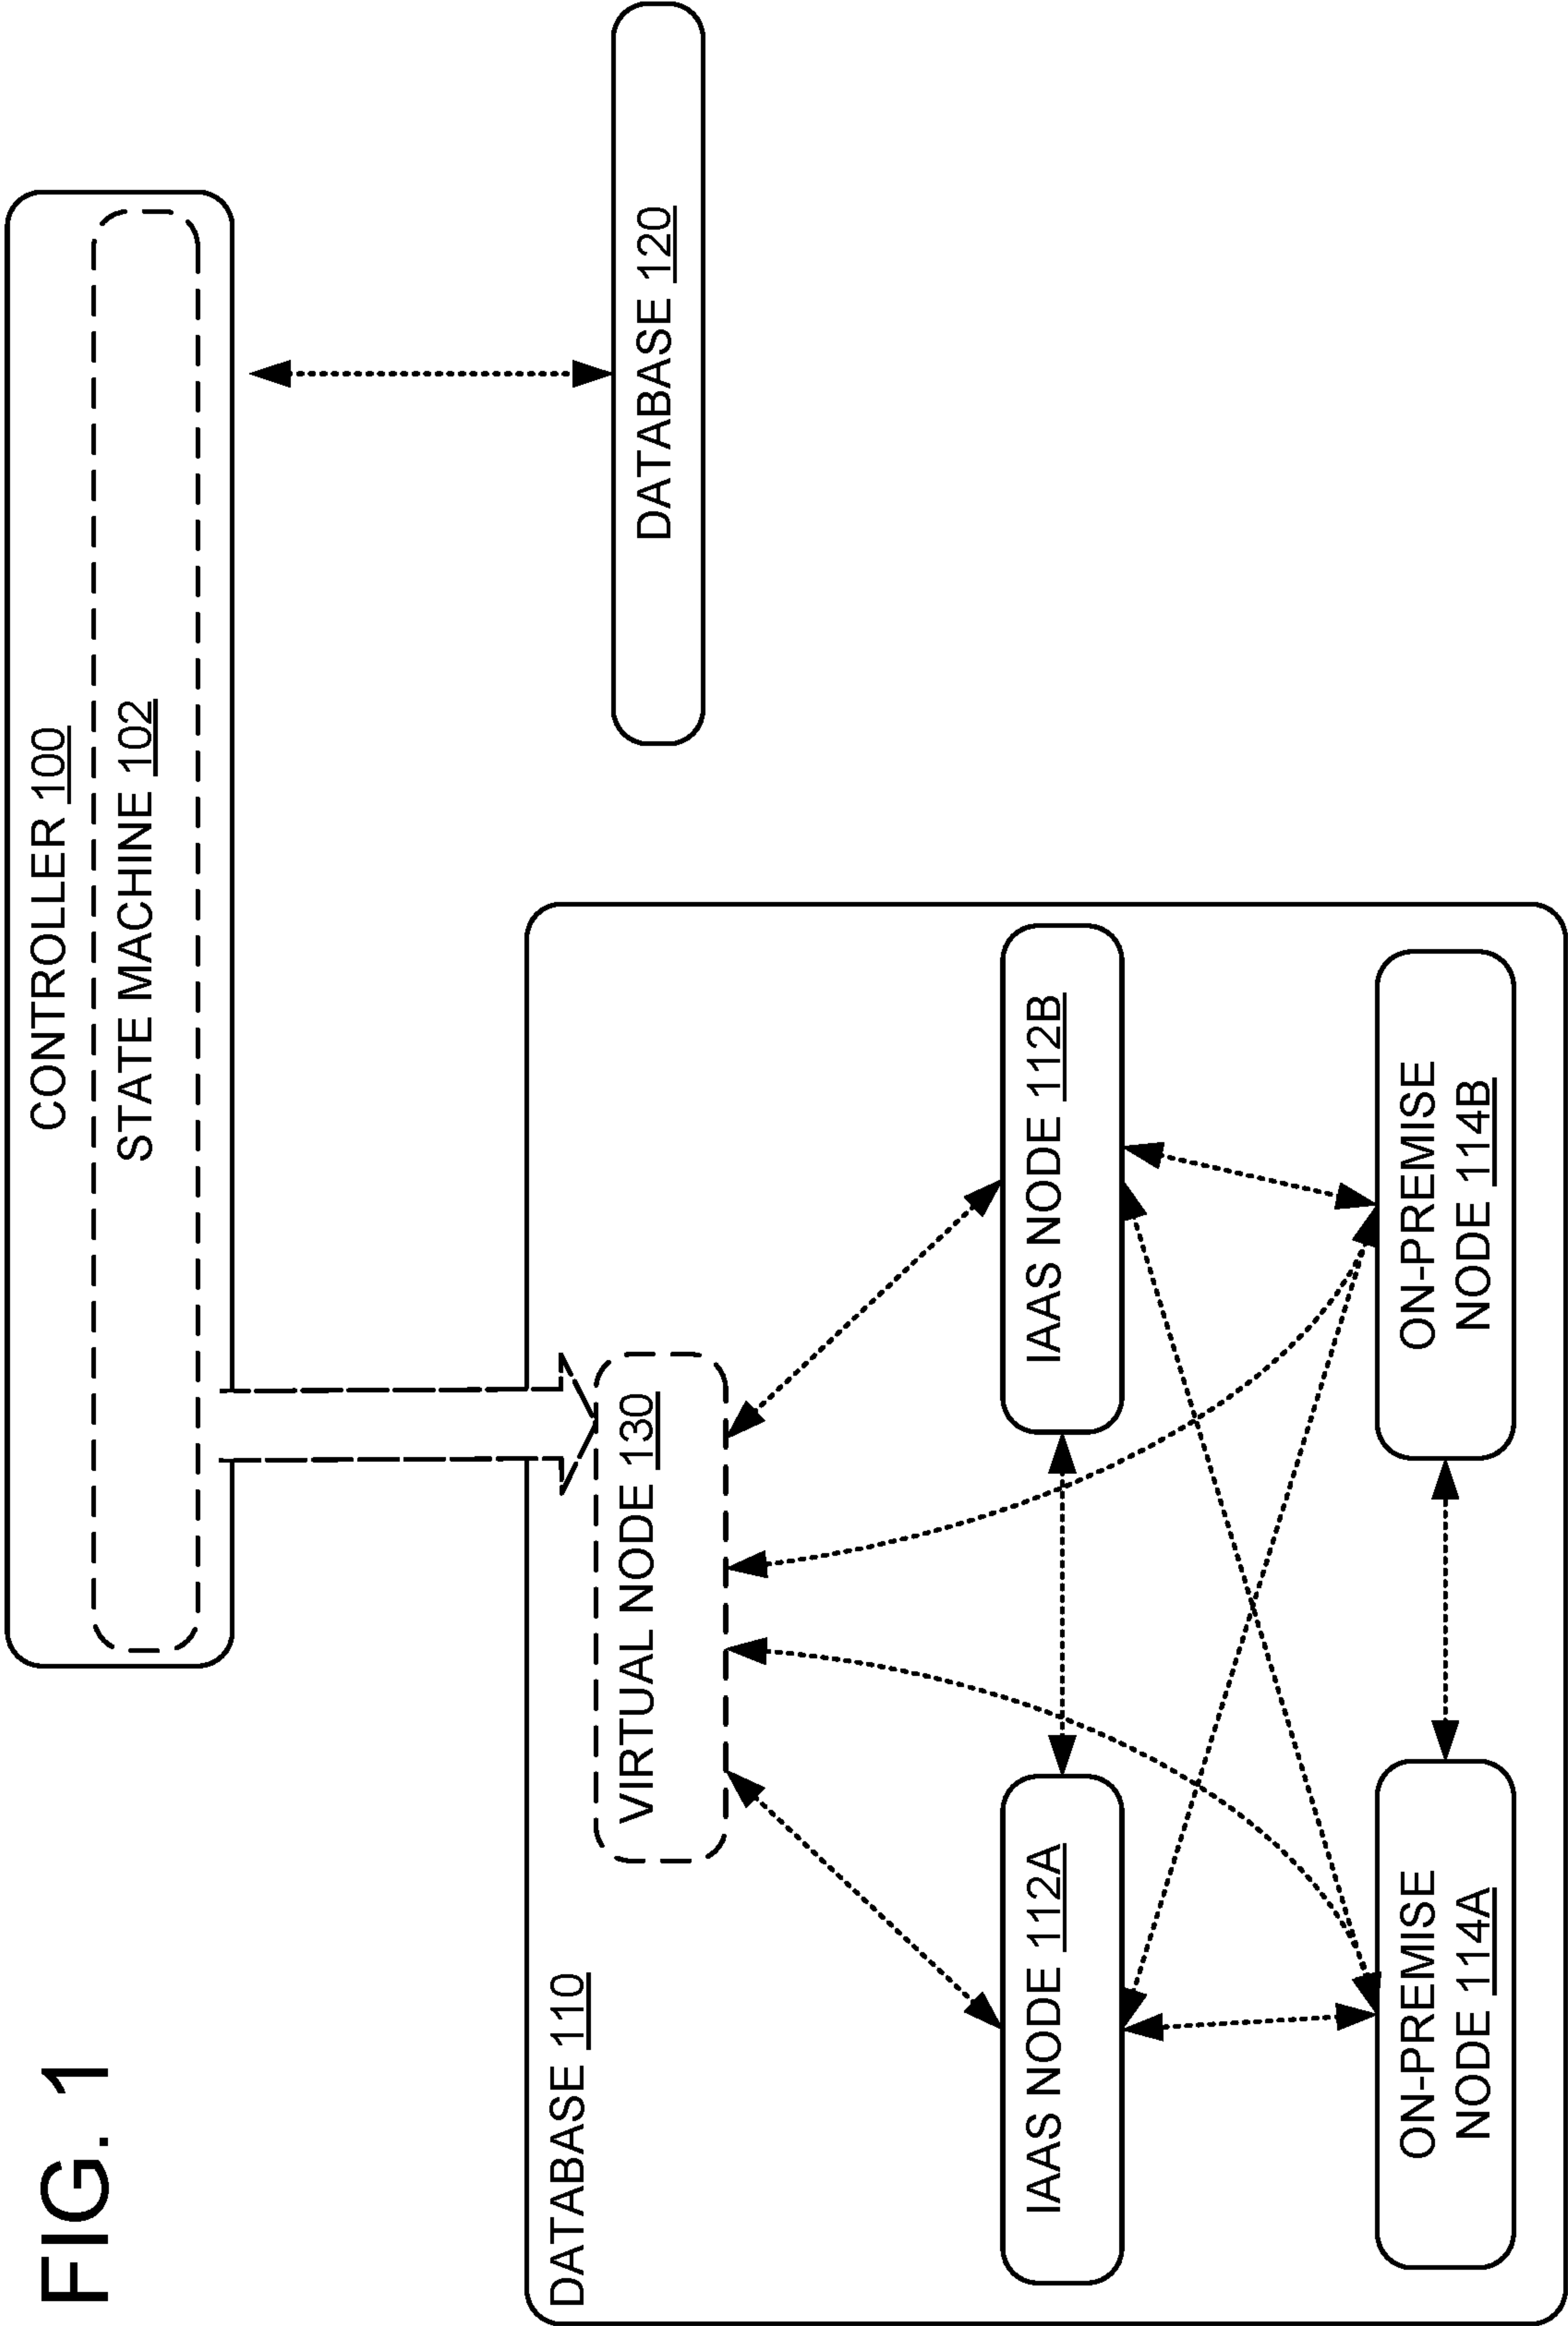 FIG. 1
CONTROLLER 100
STATE MACHINE 102
DATABASE 110
VIRTUAL NODE 130
DATABASE 120
IAAS NODE 112A
IAAS NODE 112B
ON-PREMISE
NODE 114A
ON-PREMISE
NODE 114B